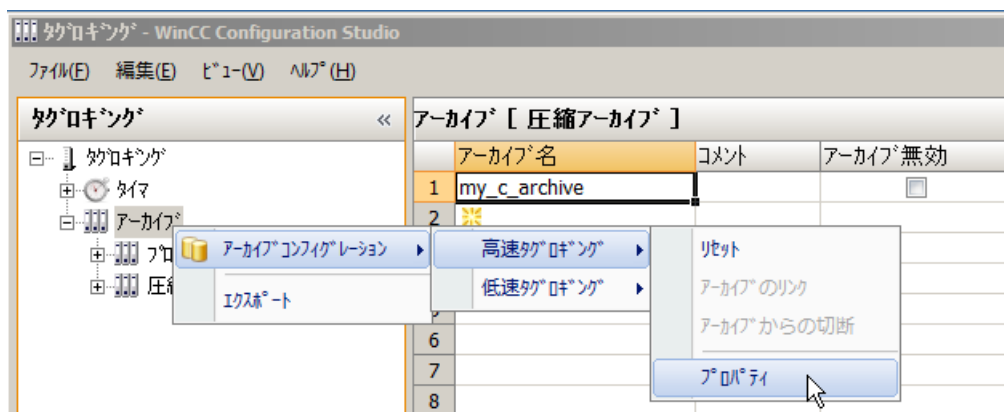 ﾀｸﾞﾛｷﾞﾝｸﾞ - WinCC Configuration Studio
ﾌｧｲﾙ(F) 編集(E) ﾋﾞｭｰ(V) ﾍﾙﾌﾟ(H)
ﾀｸﾞﾛｷﾞﾝｸﾞ «
ｱｰｶｲﾌﾞ [ 圧縮ｱｰｶｲﾌﾞ ]
ﾀｸﾞﾛｷﾞﾝｸﾞ
ﾀｲﾏ
ｱｰｶｲﾌﾞ
ﾌﾟﾛ
圧縮
ｱｰｶｲﾌﾞ名 ｺﾒﾝﾄ ｱｰｶｲﾌﾞ無効
1 my_c_archive
2
6
7
8
ｱｰｶｲﾌﾞｺﾝﾌｨｸﾞﾚｰｼｮﾝ
ｴｸｽﾎﾟｰﾄ
高速ﾀｸﾞﾛｷﾞﾝｸﾞ
低速ﾀｸﾞﾛｷﾞﾝｸﾞ
ﾘｾｯﾄ
ｱｰｶｲﾌﾞのﾘﾝｸ
ｱｰｶｲﾌﾞからの切断
ﾌﾟﾛﾊﾟﾃｨ